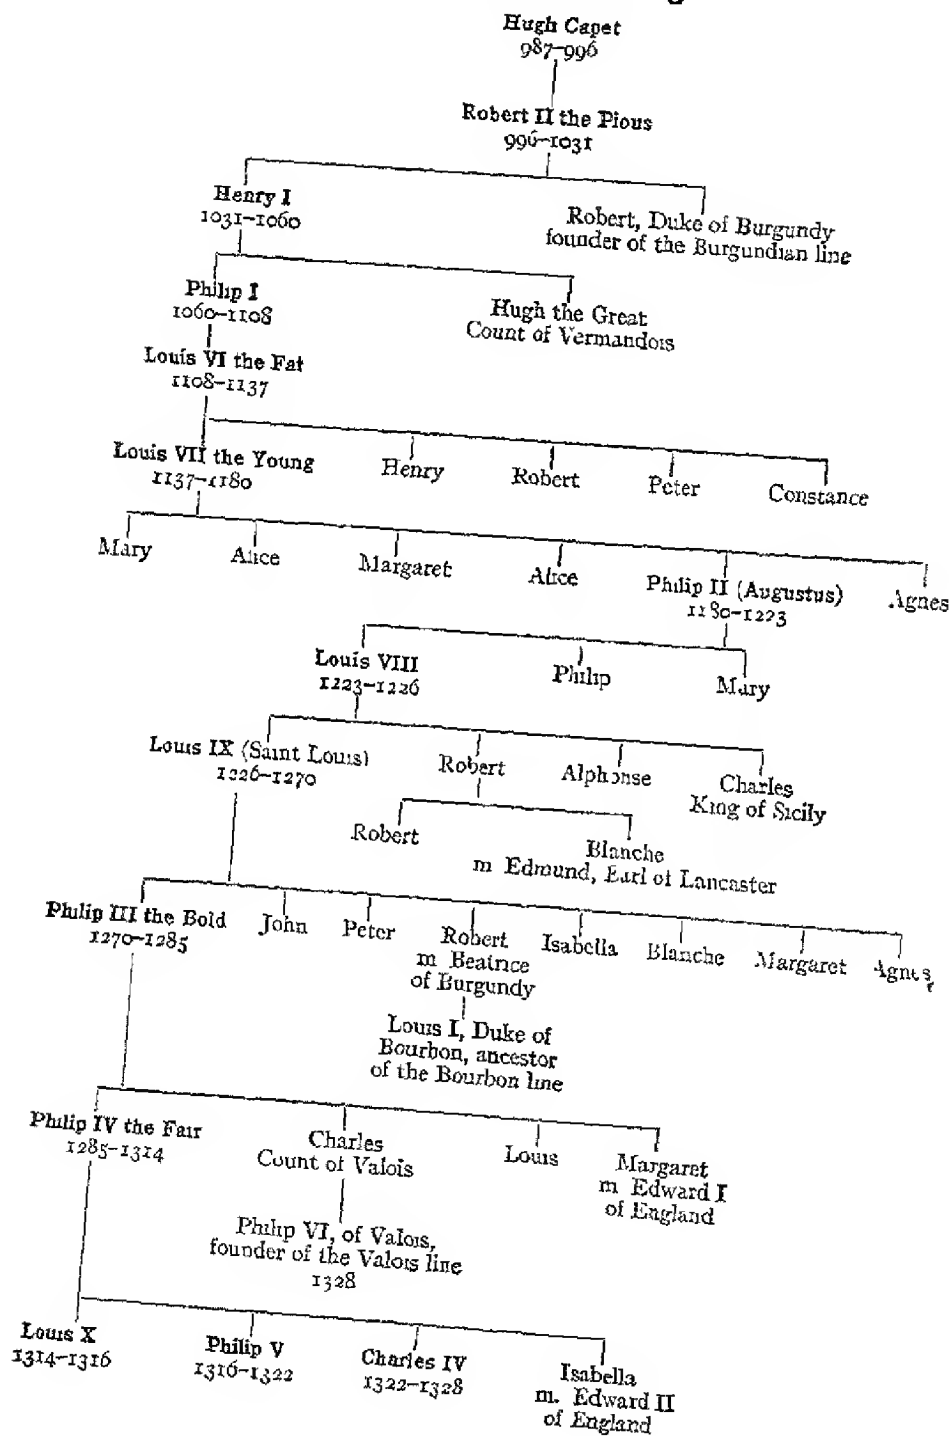 Hugh Capet
987–996
Robert II the Pious
996–1031
Henry I
1031–1060
Robert, Duke of Burgundy
founder of the Burgundian line
Philip I
1060–1108
Hugh the Great
Count of Vermandois
Louis VI the Fat
1108–1137
Louis VII the Young
1137–1180
Henry
Robert
Peter
Constance
Mary
Alice
Margaret
Alice
Philip II (Augustus)
1180–1223
Agnes
Louis VIII
1223–1226
Philip
Mary
Louis IX (Saint Louis)
1226–1270
Robert
Alphonse
Charles
King of Sicily
Robert
Blanche
m Edmund, Earl of Lancaster
Philip III the Bold
1270–1285
John
Peter
Robert
m Beatrice
of Burgundy
Isabella
Blanche
Margaret
Agnes
Louis I, Duke of
Bourbon, ancestor
of the Bourbon line
Philip IV the Fair
1285–1314
Charles
Count of Valois
Louis
Margaret
m Edward I
of England
Philip VI, of Valois,
founder of the Valois line
1328
Louis X
1314–1316
Philip V
1316–1322
Charles IV
1322–1328
Isabella
m. Edward II
of England